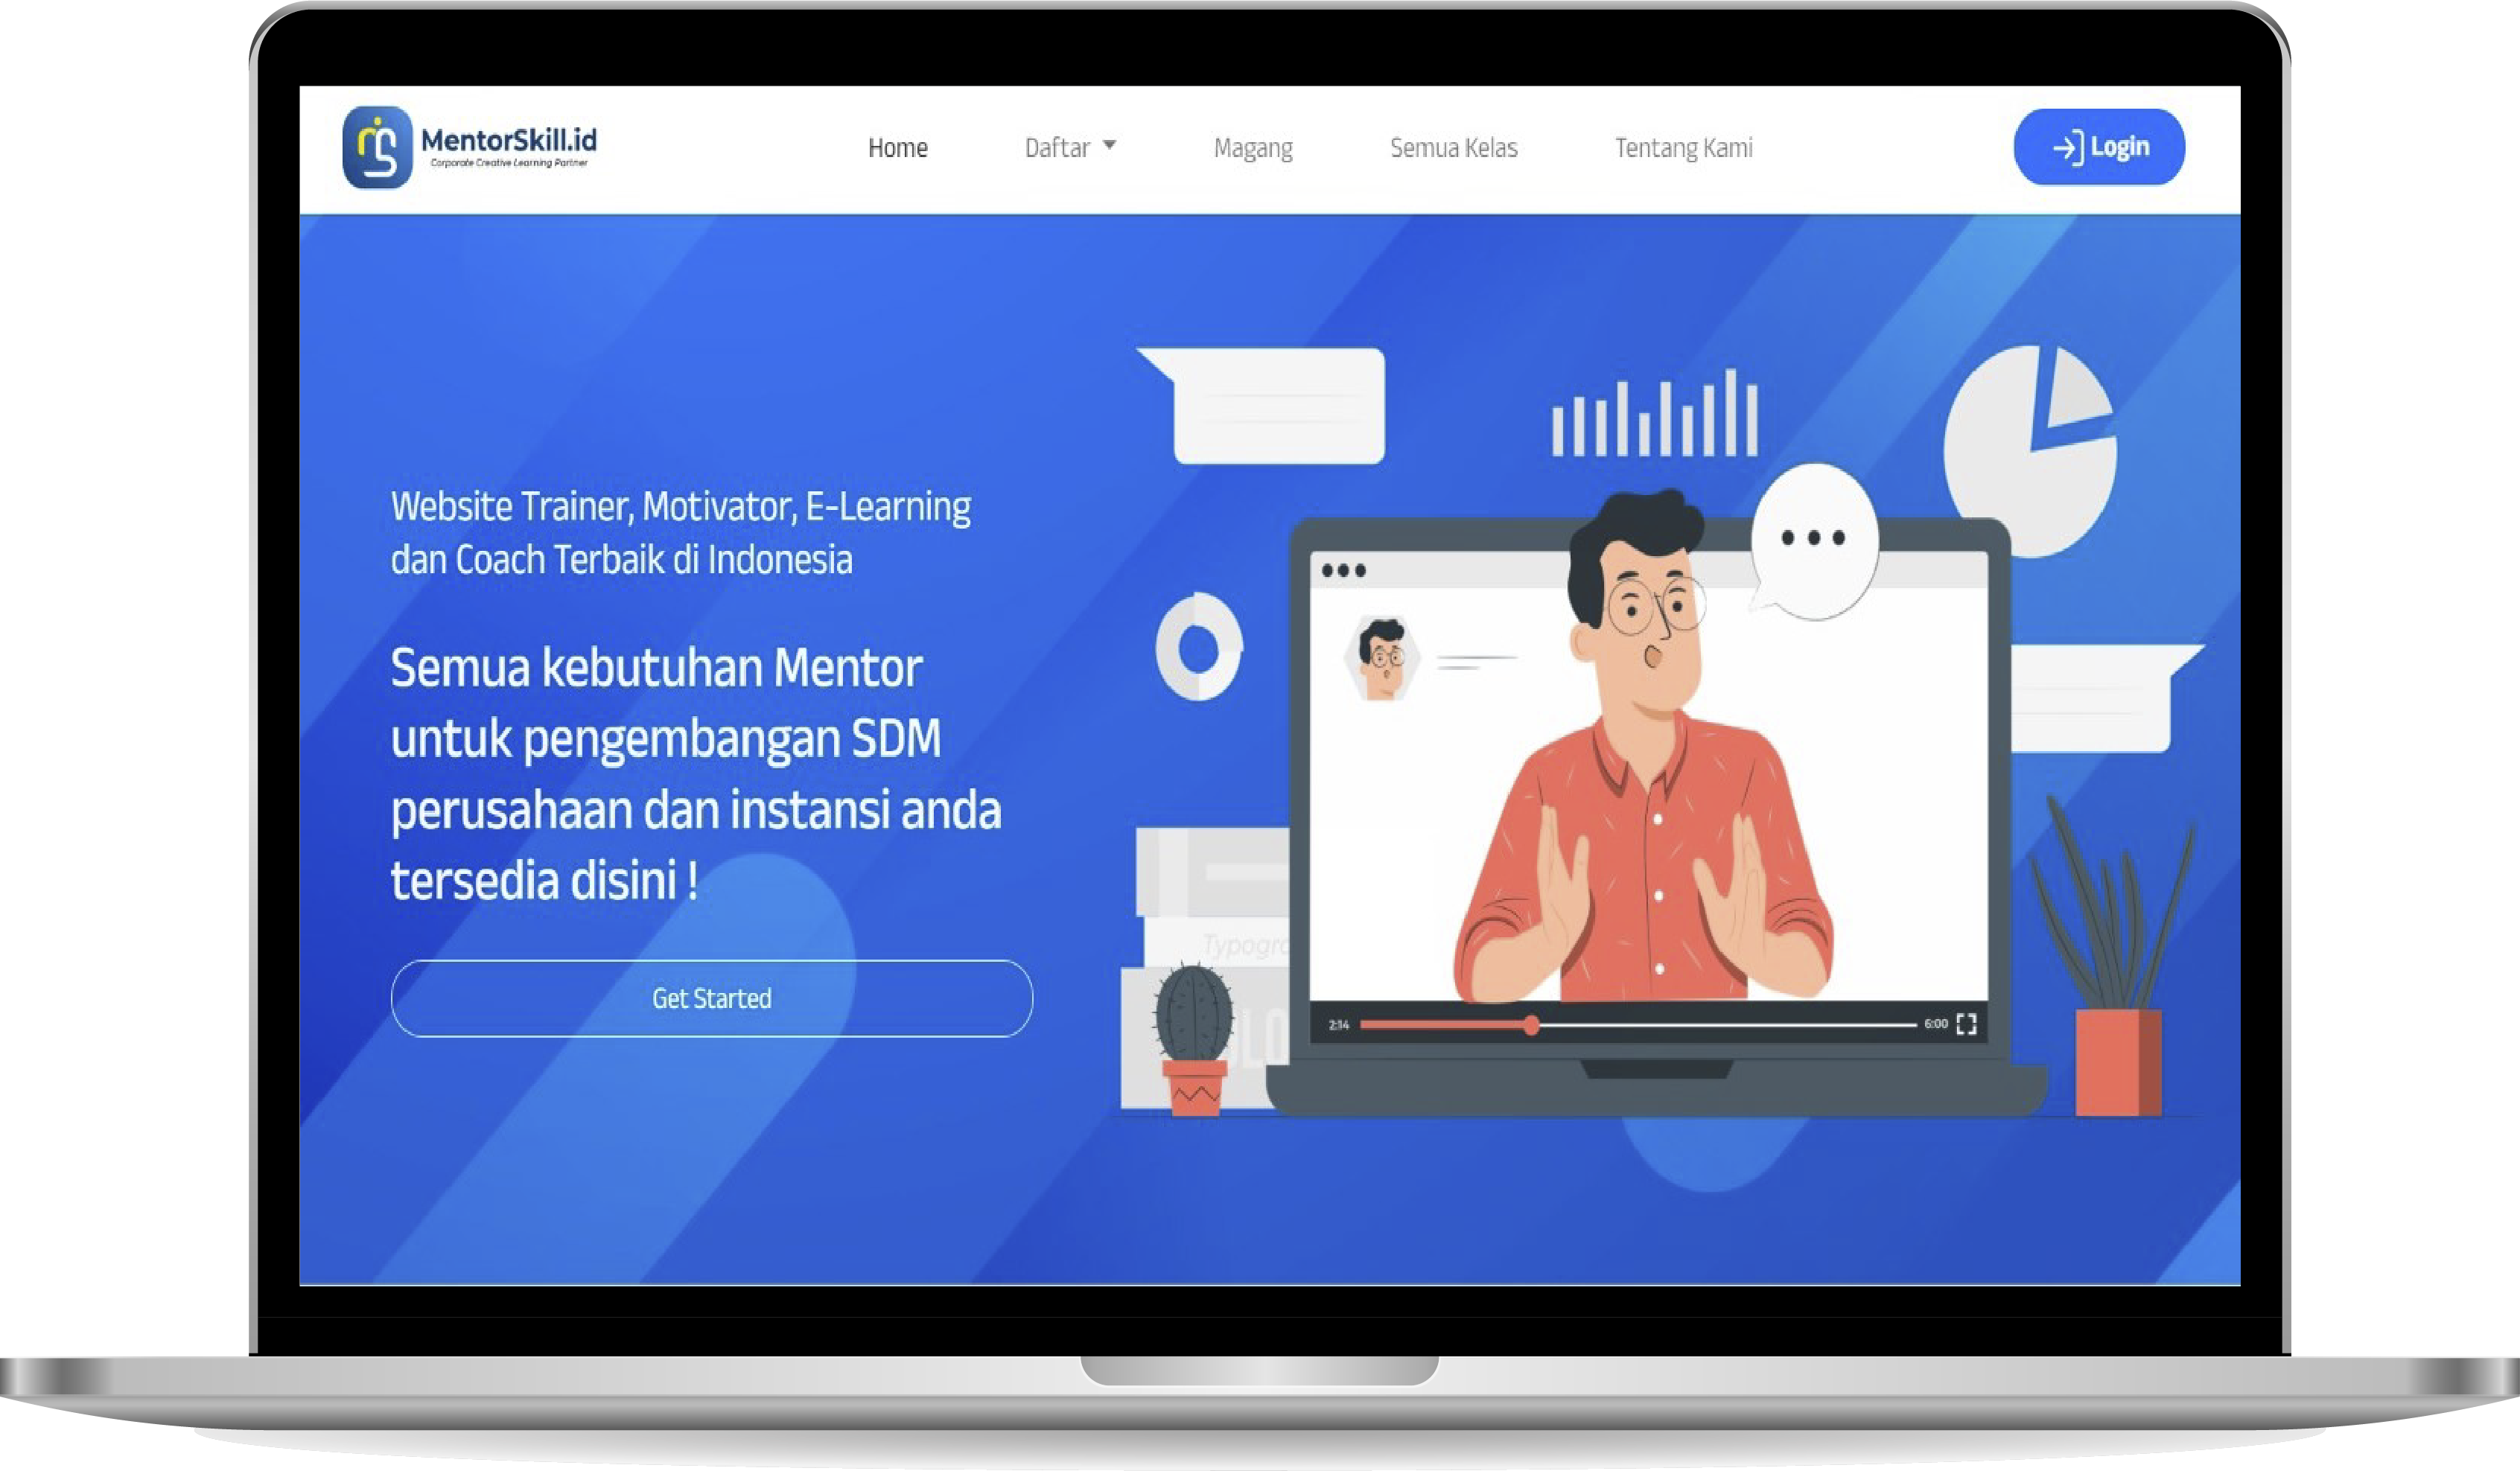 MentorSkill.id
Corporate Creative Learning Partner
Home
Daftar
Magang
Semua Kelas
Tentang Kami
Login
Website Trainer, Motivator, E-Learning
dan Coach Terbaik di Indonesia
Semua kebutuhan Mentor
untuk pengembangan SDM
perusahaan dan instansi anda
tersedia disini !
Get Started
Typogra
2:14
6:00